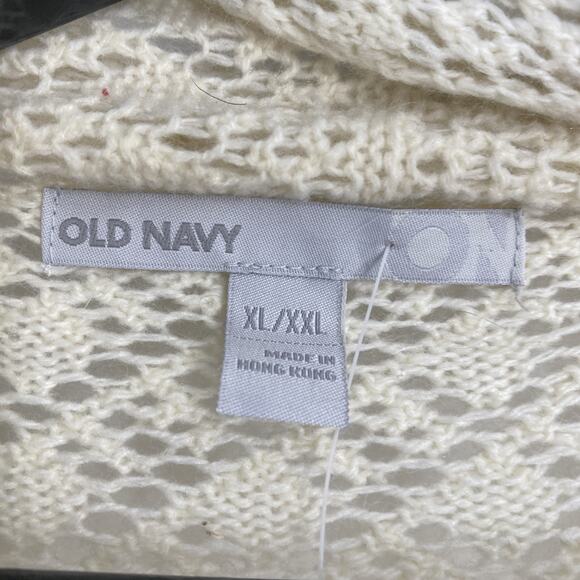 OLD NAVY
ON
XL/XXL
MADE IN
HONG KONG